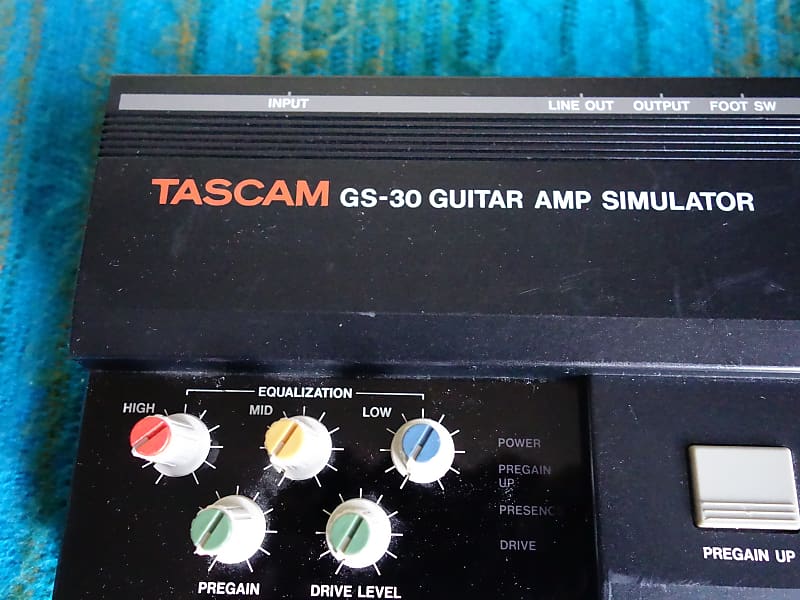 INPUT LINE OUT OUTPUT FOOT SW
TASCAM GS-30 GUITAR AMP SIMULATOR
EQUALIZATION
HIGH MID LOW
POWER
PREGAIN
UP
PRESENCE
DRIVE
PREGAIN UP
PREGAIN DRIVE LEVEL